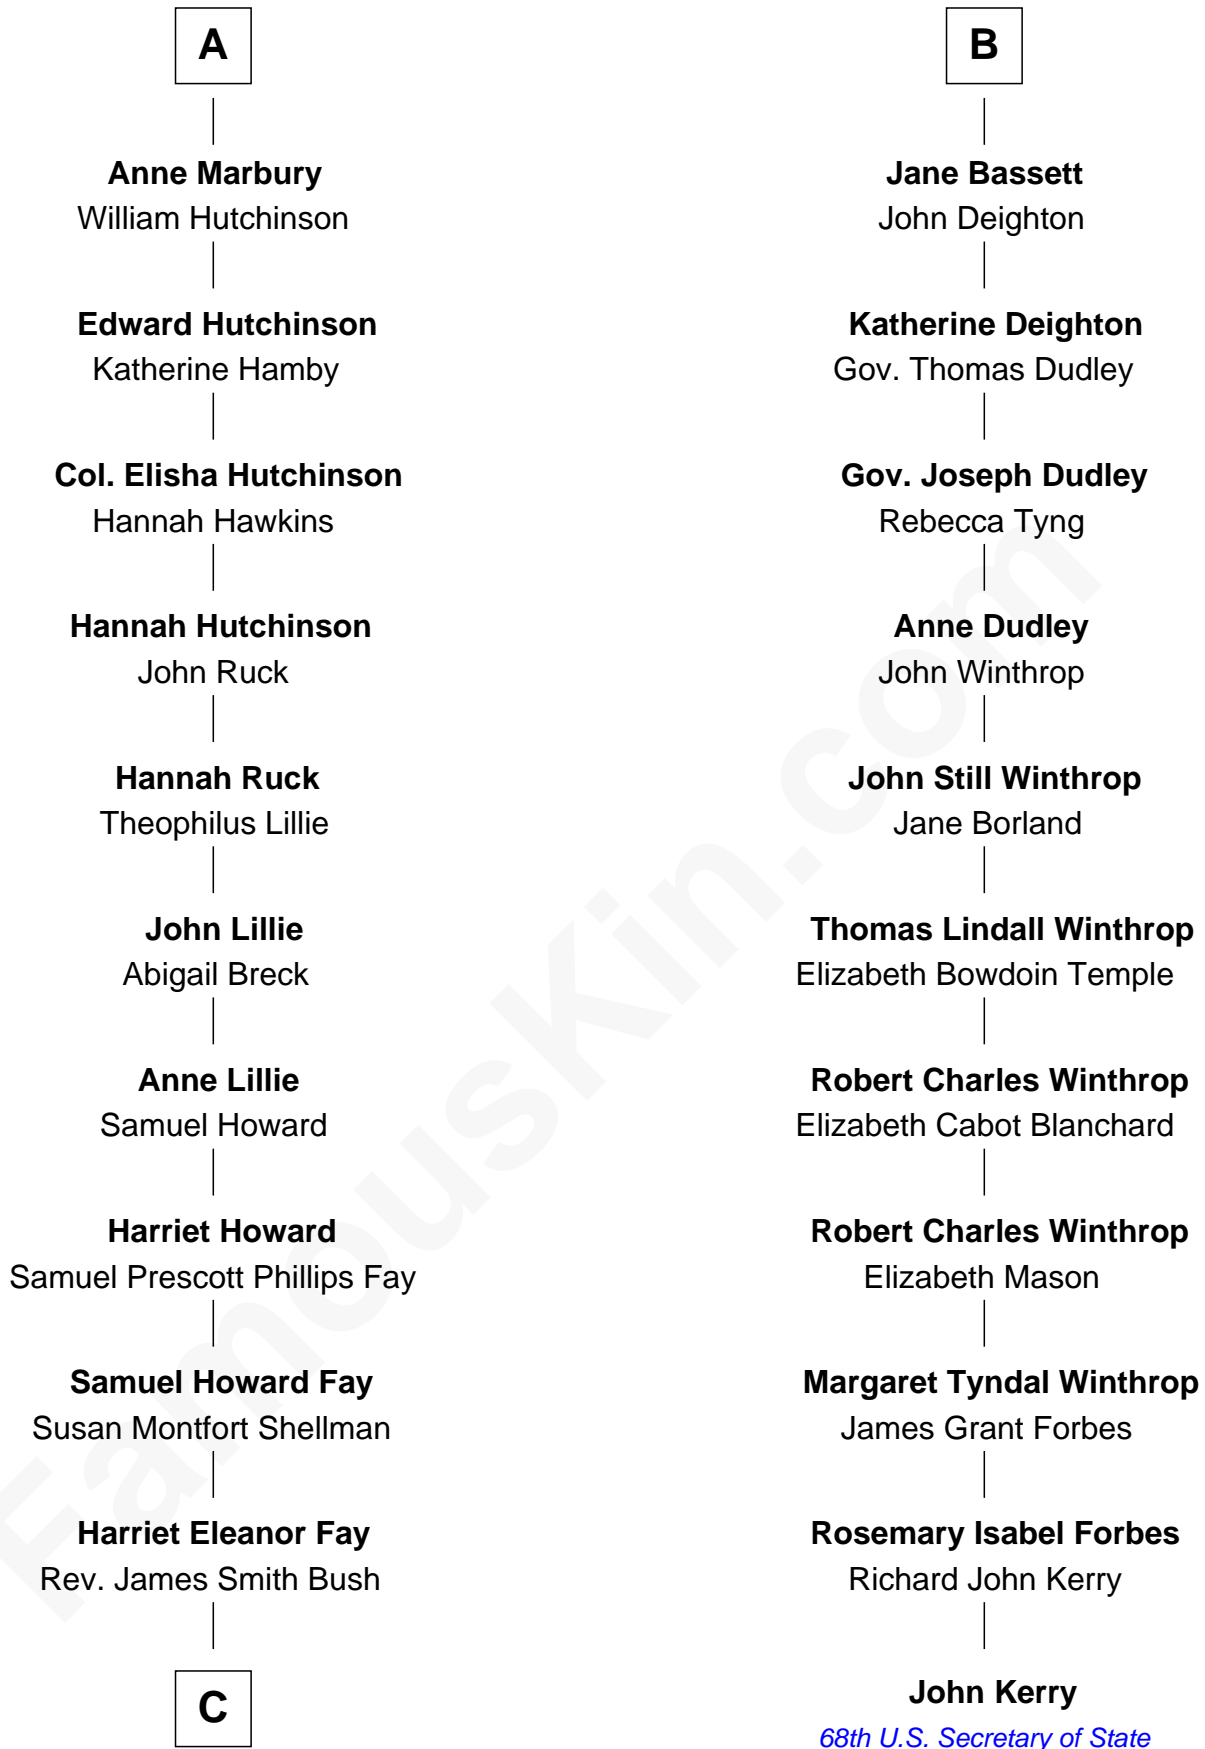 A
Anne Marbury
William Hutchinson
Edward Hutchinson
Katherine Hamby
Col. Elisha Hutchinson
Hannah Hawkins
Hannah Hutchinson
John Ruck
Hannah Ruck
Theophilus Lillie
John Lillie
Abigail Breck
Anne Lillie
Samuel Howard
Harriet Howard
Samuel Prescott Phillips Fay
Samuel Howard Fay
Susan Montfort Shellman
Harriet Eleanor Fay
Rev. James Smith Bush
C
B
Jane Bassett
John Deighton
Katherine Deighton
Gov. Thomas Dudley
Gov. Joseph Dudley
Rebecca Tyng
Anne Dudley
John Winthrop
John Still Winthrop
Jane Borland
Thomas Lindall Winthrop
Elizabeth Bowdoin Temple
Robert Charles Winthrop
Elizabeth Cabot Blanchard
Robert Charles Winthrop
Elizabeth Mason
Margaret Tyndal Winthrop
James Grant Forbes
Rosemary Isabel Forbes
Richard John Kerry
John Kerry
68th U.S. Secretary of State
FamousKin.com